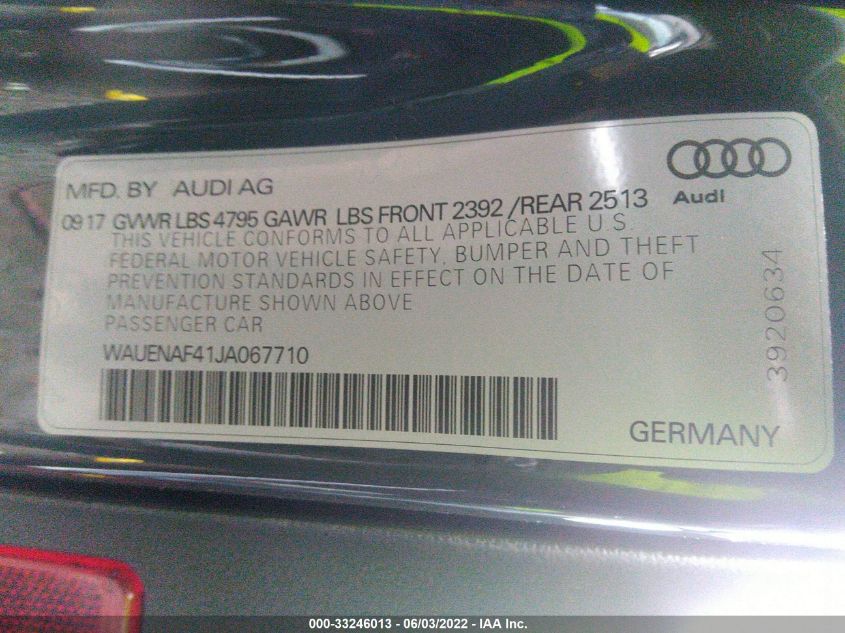 MFD. BY AUDI AG
Audi
09 17 GVWR LBS 4795 GAWR LBS FRONT 2392 /REAR 2513
THIS VEHICLE CONFORMS TO ALL APPLICABLE U.S.
FEDERAL MOTOR VEHICLE SAFETY, BUMPER AND THEFT
PREVENTION STANDARDS IN EFFECT ON THE DATE OF
MANUFACTURE SHOWN ABOVE
PASSENGER CAR
WAUENAF41JA067710
3920634
GERMANY
000-33246013 - 06/03/2022 - IAA Inc.